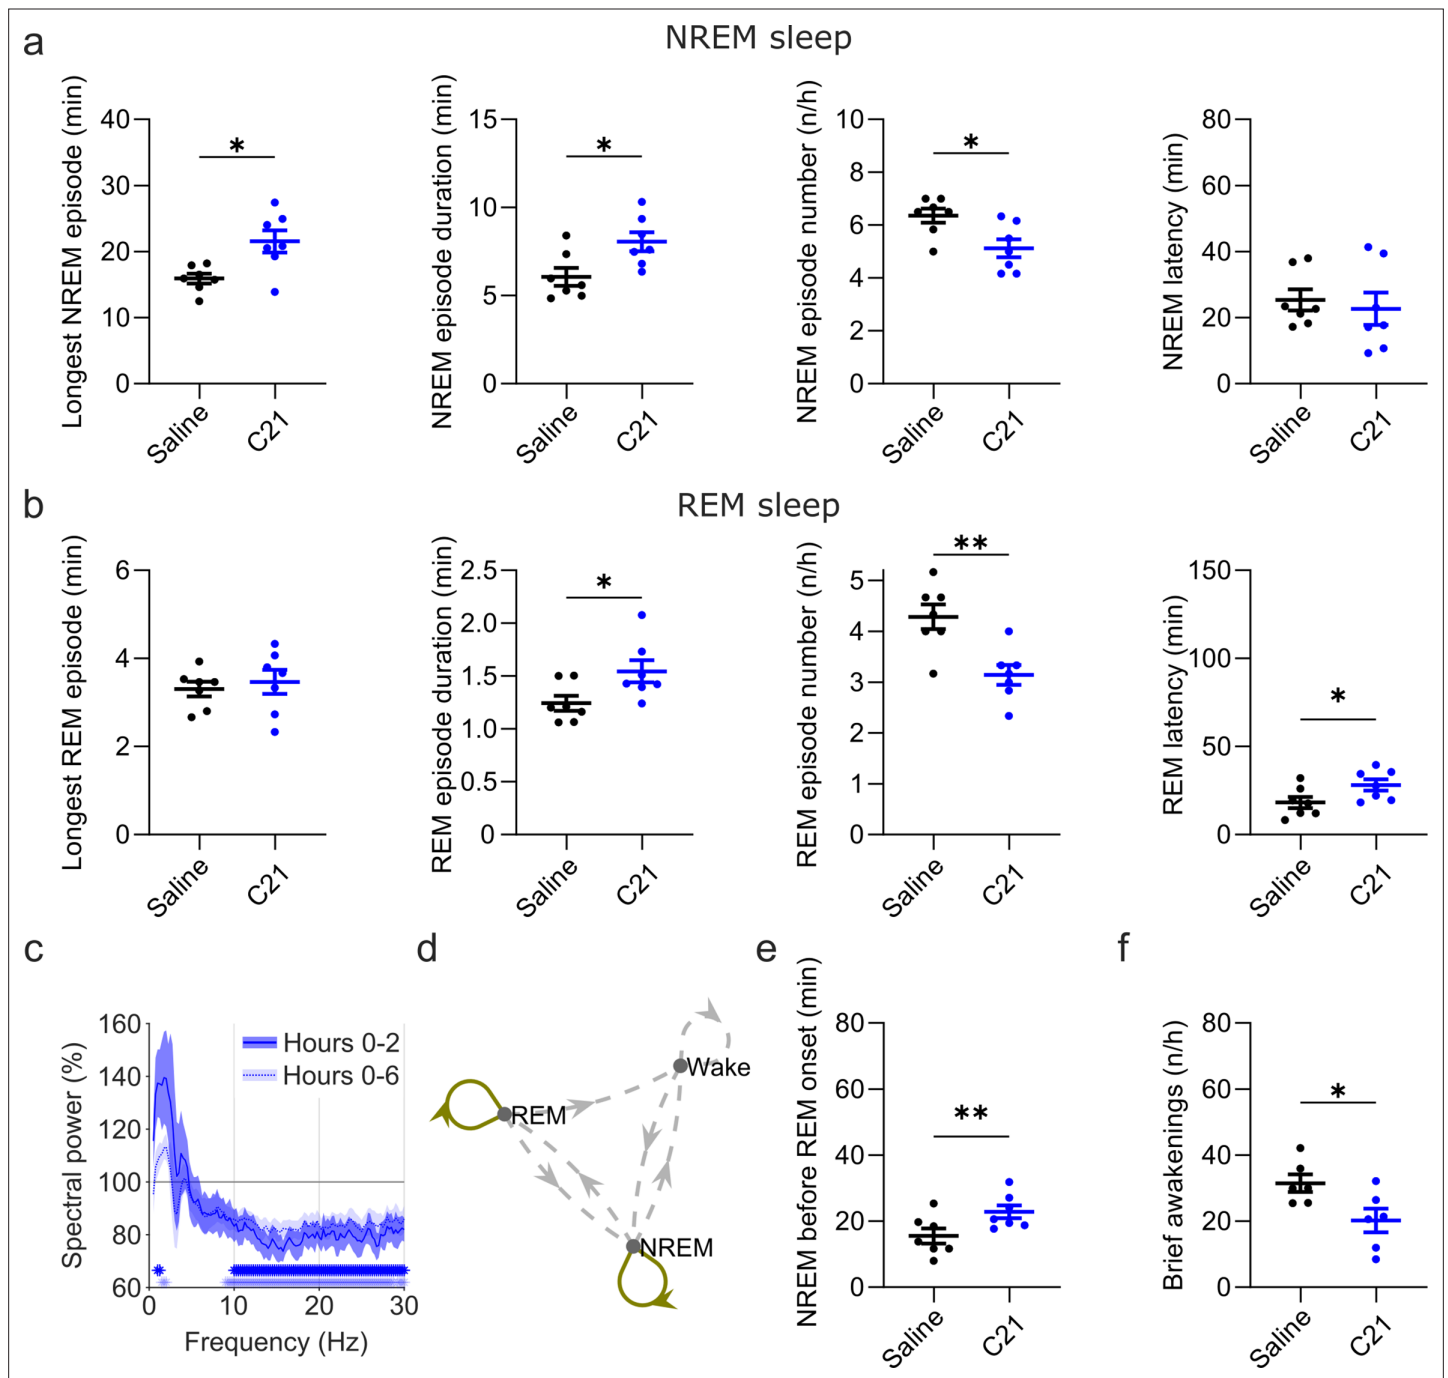 a
NREM sleep
Longest NREM episode (min)
40
30
20
10
0
*
Saline
C21
NREM episode duration (min)
15
10
5
0
*
Saline
C21
NREM episode number (n/h)
10
8
6
4
2
0
*
Saline
C21
NREM latency (min)
80
60
40
20
0
Saline
C21
b
REM sleep
Longest REM episode (min)
6
4
2
0
Saline
C21
REM episode duration (min)
2.5
2.0
1.5
1.0
0.5
0
*
Saline
C21
REM episode number (n/h)
5
4
3
2
1
0
**
Saline
C21
REM latency (min)
150
100
50
0
*
Saline
C21
c
Spectral power (%)
160
140
120
100
80
60
Hours 0-2
Hours 0-6
0
10
20
30
Frequency (Hz)
d
Wake
REM
NREM
e
NREM before REM onset (min)
80
60
40
20
0
**
Saline
C21
f
Brief awakenings (n/h)
80
60
40
20
0
*
Saline
C21